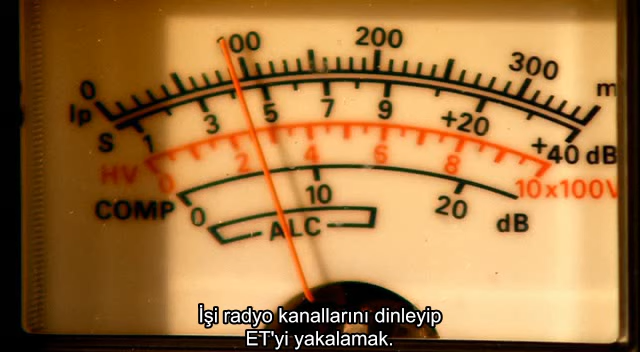 0 100 200 300 m
Ip
S 1 3 5 7 9 +20 +40 dB
HV 0 2 4 6 8 10x100V
COMP 0 10 20 dB
ALC
İşi radyo kanallarını dinleyip
ET'yi yakalamak.